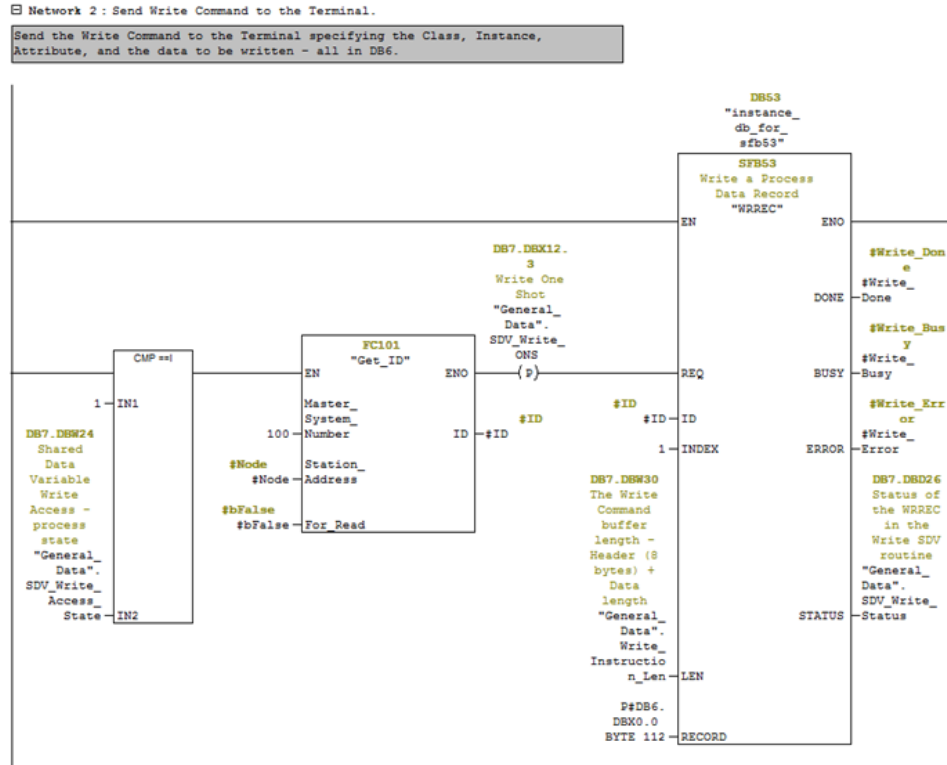 Network 2 : Send Write Command to the Terminal.
Send the Write Command to the Terminal specifying the Class, Instance,
Attribute, and the data to be written - all in DB6.
DB53
"instance_
db_for_
sfb53"
SFB53
Write a Process
Data Record
"WRREC"
EN
ENO
DB7.DBX12.
3
Write One
Shot
"General_
Data".
SDV_Write_
ONS
(P)
#Write_Don
e
#Write_
DONE
Done
CMP ==I
1
IN1
DB7.DBW24
Shared
Data
Variable
Write
Access -
process
state
"General_
Data".
SDV_Write_
Access_
State
IN2
FC101
"Get_ID"
EN
ENO
Master_
System_
100
Number
ID
#ID
#ID
#Node
#Node
Station_
Address
#bFalse
#bFalse
For_Read
REQ
#Write_Bus
y
#Write_
BUSY
Busy
#ID
#ID
ID
#Write_Err
or
#Write_
1
INDEX
ERROR
Error
DB7.DBW30
The Write
Command
buffer
length -
Header (8
bytes) +
Data
length
"General_
Data".
Write_
Instructio
n_Len
LEN
DB7.DBD26
Status of
the WRREC
in the
Write SDV
routine
"General_
Data".
SDV_Write_
STATUS
Status
P#DB6.
DBX0.0
BYTE 112
RECORD